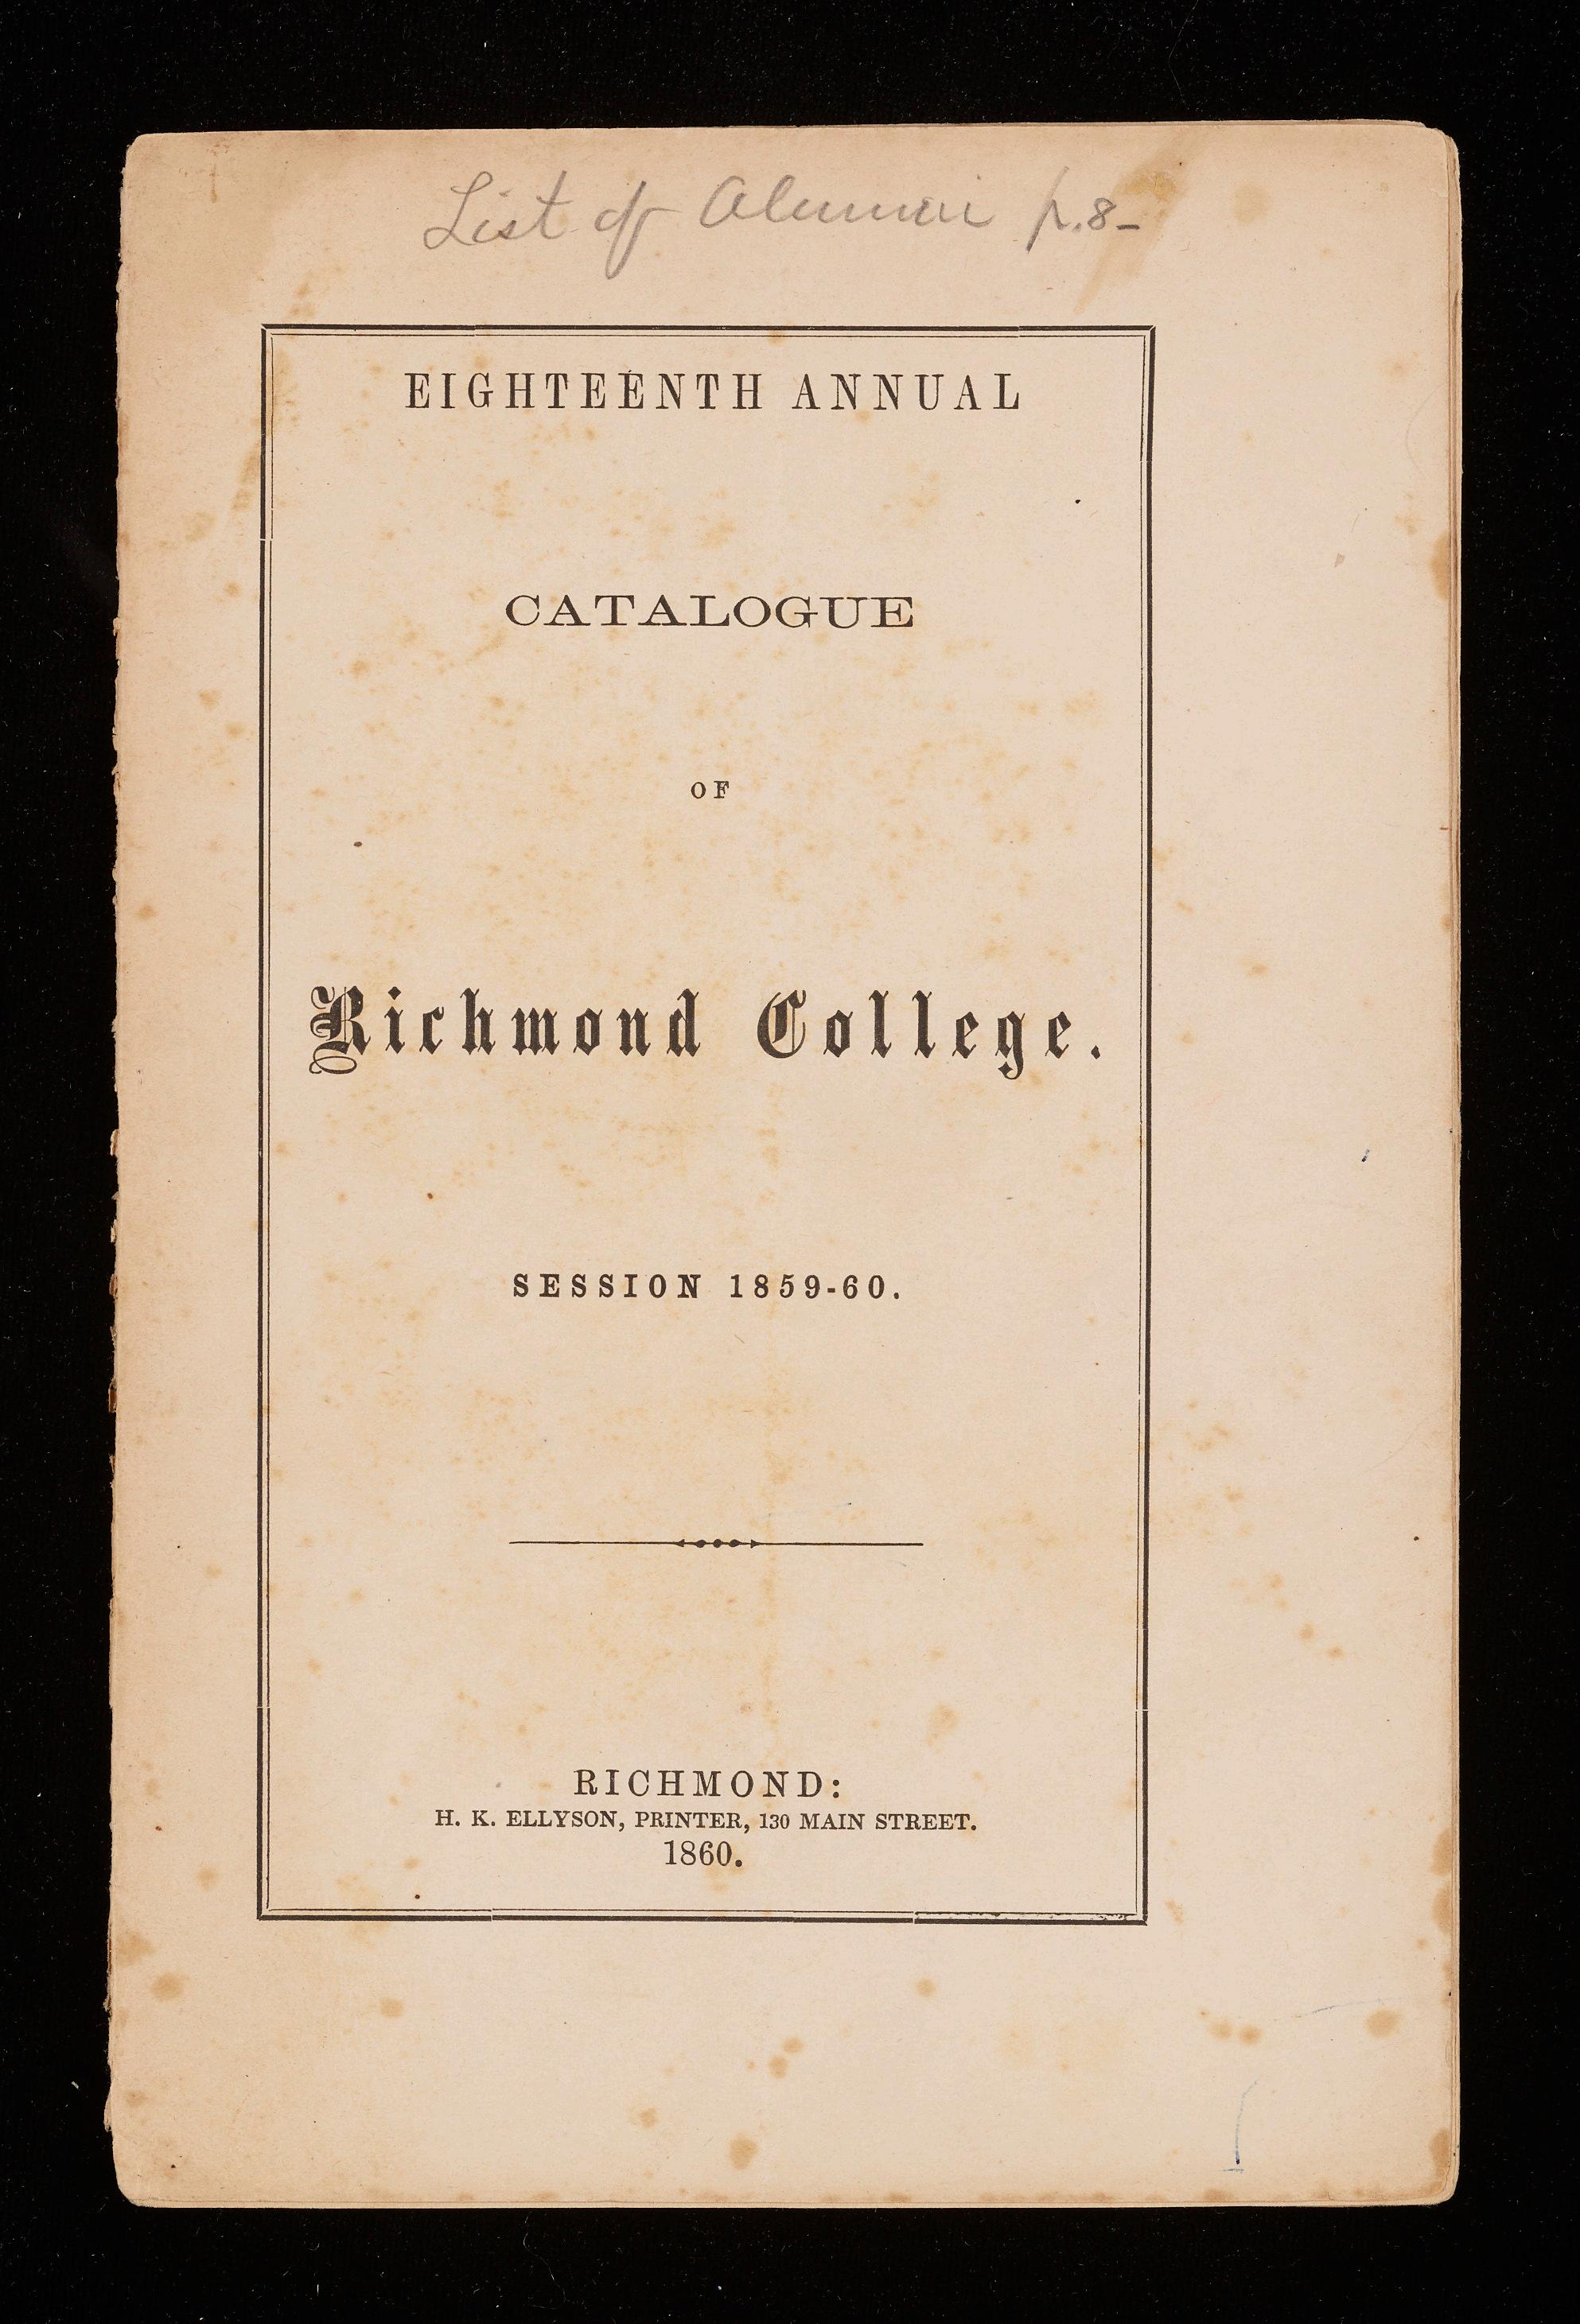 List of Alumni p. 8-
EIGHTEENTH ANNUAL
CATALOGUE
OF
Richmond College.
SESSION 1859-60.
RICHMOND:
H. K. ELLYSON, PRINTER, 130 MAIN STREET.
1860.